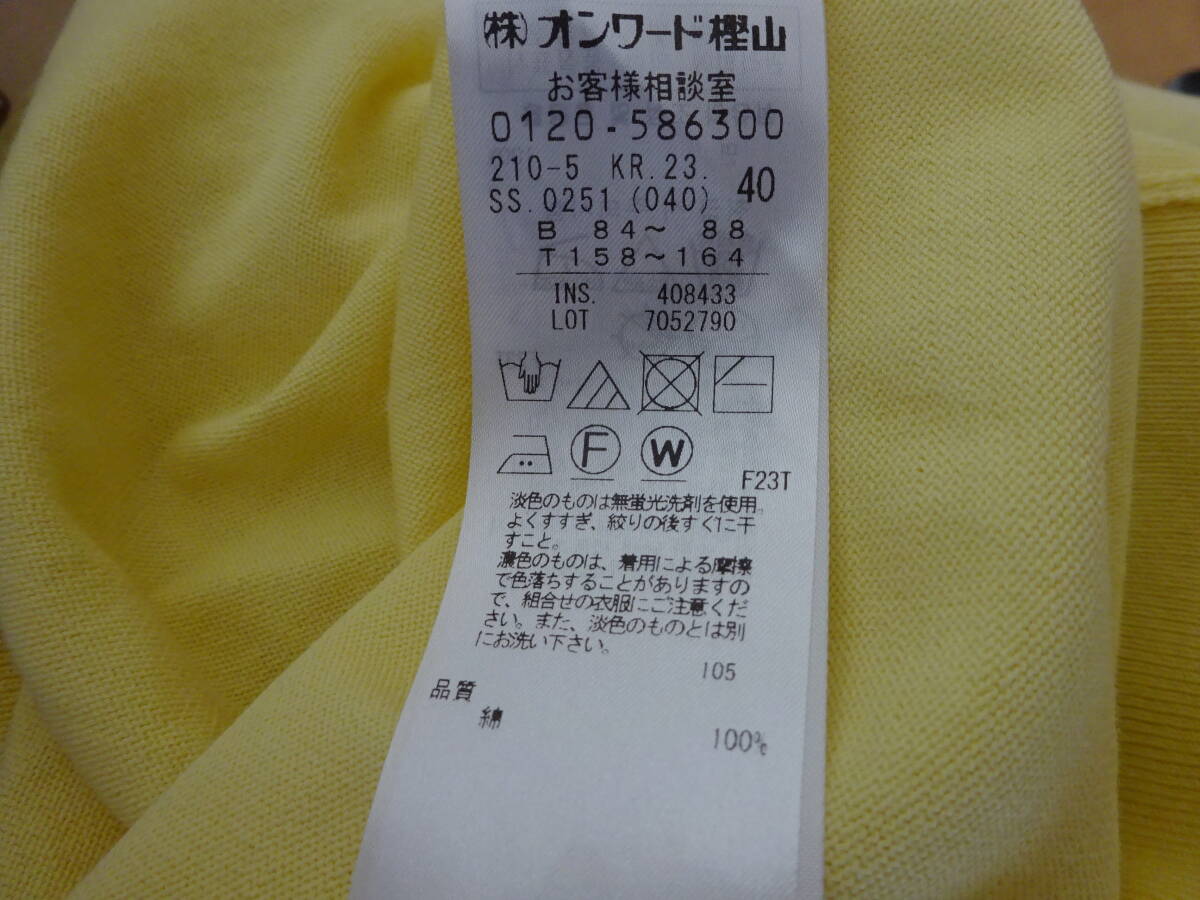 (株)オンワード樫山
お客様相談室
0120-586300
210-5 KR.23.
SS.0251 (040) 40
B 84～ 88
T158～164
INS. 408433
LOT 7052790
F W
F23T
淡色のものは無蛍光洗剤を使用。
よくすすぎ、絞りの後すぐに干
すこと。
濃色のものは、着用による摩擦
で色落ちすることがありますの
で、組合せの衣服にご注意くだ
さい。また、淡色のものとは別
にお洗い下さい。
105
品質
綿
100%